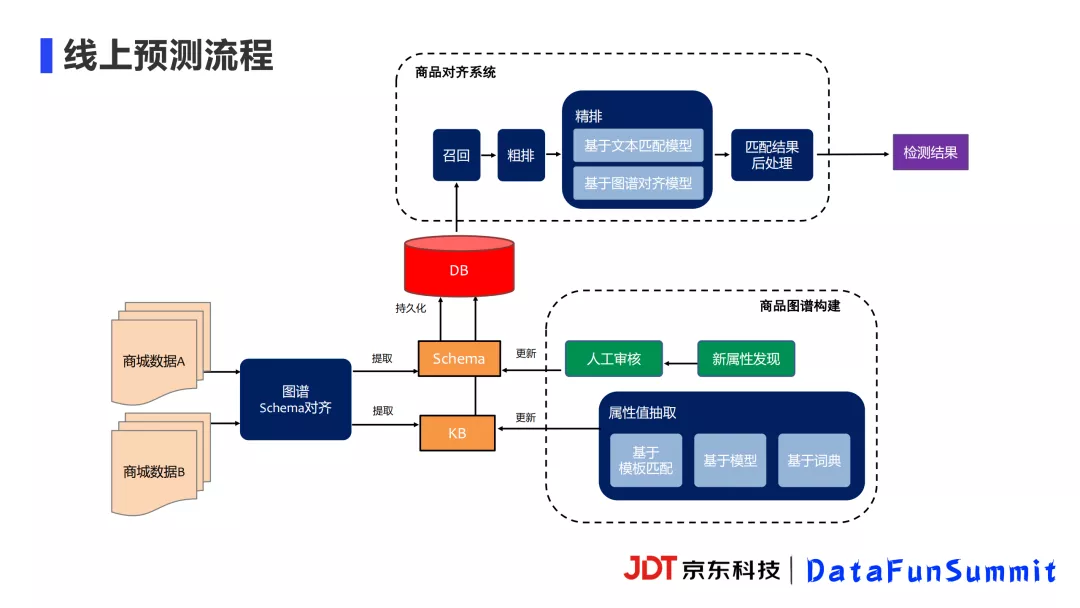 线上预测流程
商品对齐系统
召回
粗排
精排
基于文本匹配模型
基于图谱对齐模型
匹配结果
后处理
检测结果
DB
持久化
商品图谱构建
商城数据A
商城数据B
图谱
Schema对齐
提取
提取
Schema
KB
更新
更新
人工审核
新属性发现
属性值抽取
基于
模板匹配
基于模型
基于词典
JDT 京东科技
DataFunSummit